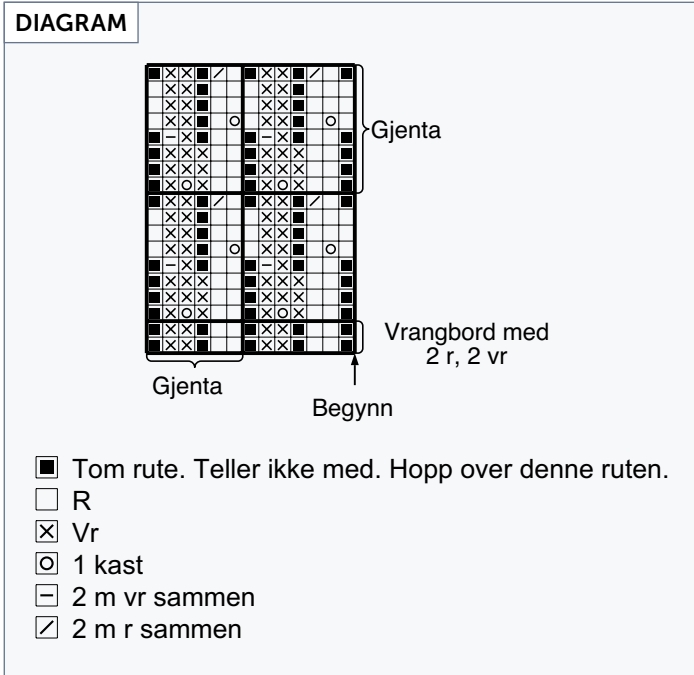 DIAGRAM
Gjenta
Vrangbord med
2 r, 2 vr
Gjenta
Begynn
Tom rute. Teller ikke med. Hopp over denne ruten.
R
Vr
1 kast
2 m vr sammen
2 m r sammen